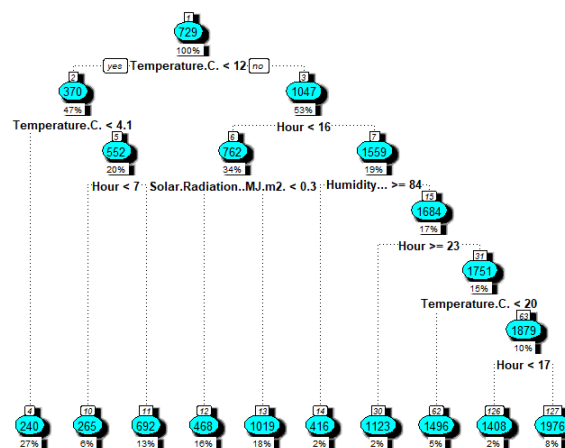 1
729
100%
yes Temperature.C. < 12 no
2 3
370 1047
47% 53%
Temperature.C. < 4.1 Hour < 16
5 6 7
552 762 1559
20% 34% 19%
Hour < 7 Solar.Radiation..MJ.m2. < 0.3 Humidity... >= 84
15
1684
17%
Hour >= 23
31
1751
15%
Temperature.C. < 20
63
1879
10%
Hour < 17
4 10 11 12 13 14 30 62 126 127
240 265 692 468 1019 416 1123 1496 1408 1976
27% 6% 13% 16% 18% 2% 2% 5% 2% 8%